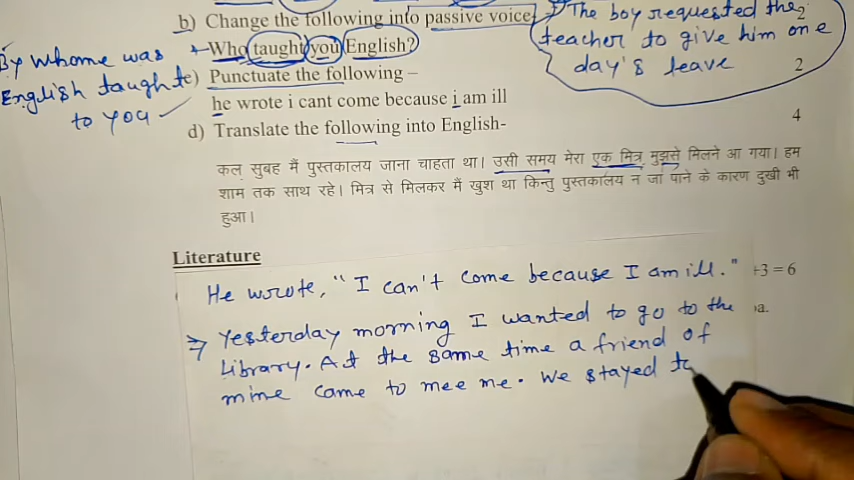 b) Change the following into passive voice,
The boy requested the
2
teacher to give him one
day's leave
2
By whome was
English taught
to you
Who taught you English?
c) Punctuate the following –
he wrote i cant come because i am ill
d) Translate the following into English-
4
कल सुबह मैं पुस्तकालय जाना चाहता था। उसी समय मेरा एक मित्र मुझसे मिलने आ गया। हम
शाम तक साथ रहे। मित्र से मिलकर मैं खुश था किन्तु पुस्तकालय न जा पाने के कारण दुखी भी
हुआ।
Literature
He wrote, "I can't come because I am ill."
+3 = 6
Yesterday morning I wanted to go to the
library. At the same time a friend of
mine came to mee me. We stayed